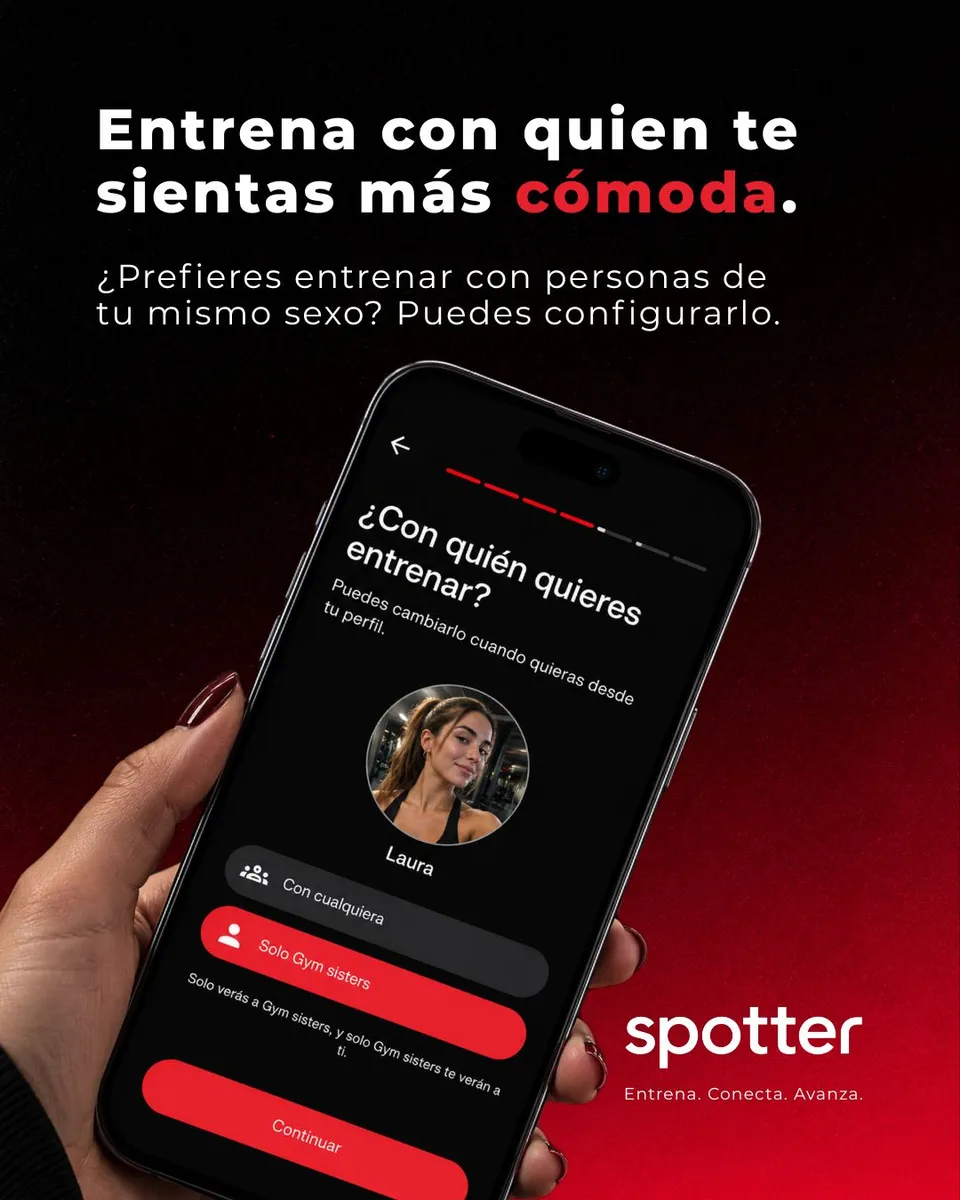 Entrena con quien te
sientas más cómoda.
¿Prefieres entrenar con personas de
tu mismo sexo? Puedes configurarlo.
¿Con quién quieres
entrenar?
Puedes cambiarlo cuando quieras desde
tu perfil.
Laura
Con cualquiera
Solo Gym sisters
Solo verás a Gym sisters, y solo Gym sisters te verán a
ti.
Continuar
spotter
Entrena. Conecta. Avanza.